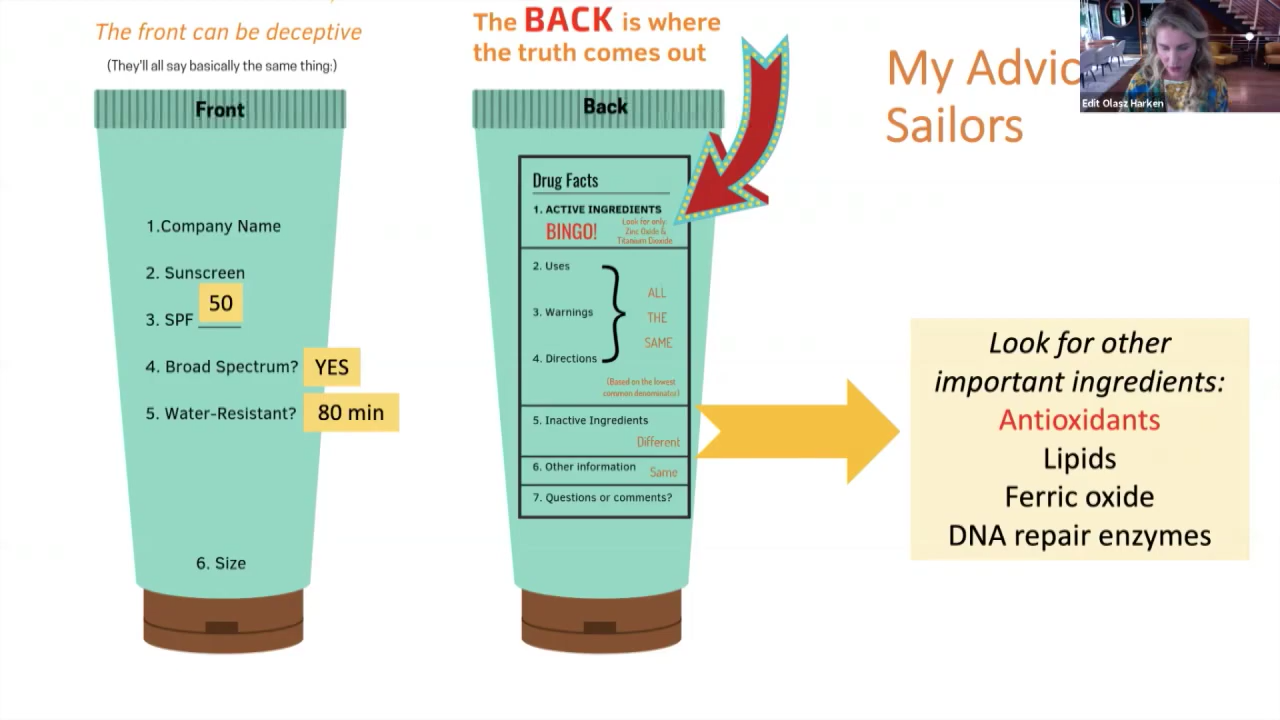 The front can be deceptive
(They'll all say basically the same thing:)
Front
1.Company Name
2. Sunscreen
3. SPF 50
4. Broad Spectrum? YES
5. Water-Resistant? 80 min
6. Size
The BACK is where
the truth comes out
Back
Drug Facts
1. ACTIVE INGREDIENTS
BINGO!
Look for only
Zinc Oxide &
Titanium Dioxide
2. Uses
3. Warnings
4. Directions
ALL
THE
SAME
(Based on the lowest
common denominator)
5. Inactive Ingredients
Different
6. Other information Same
7. Questions or comments?
My Advic
Sailors
Edit Olasz Harken
Look for other
important ingredients:
Antioxidants
Lipids
Ferric oxide
DNA repair enzymes